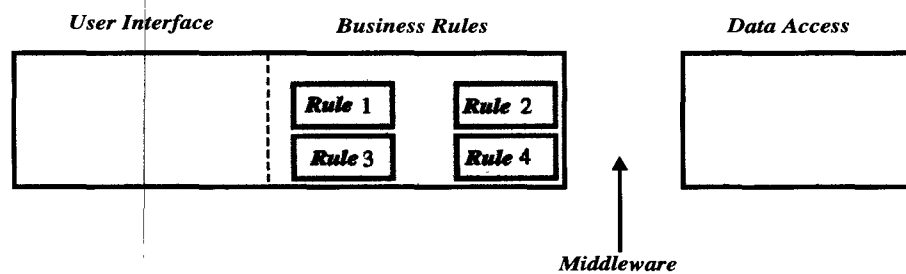 User Interface Business Rules Data Access
Rule 1 Rule 2
Rule 3 Rule 4
Middleware